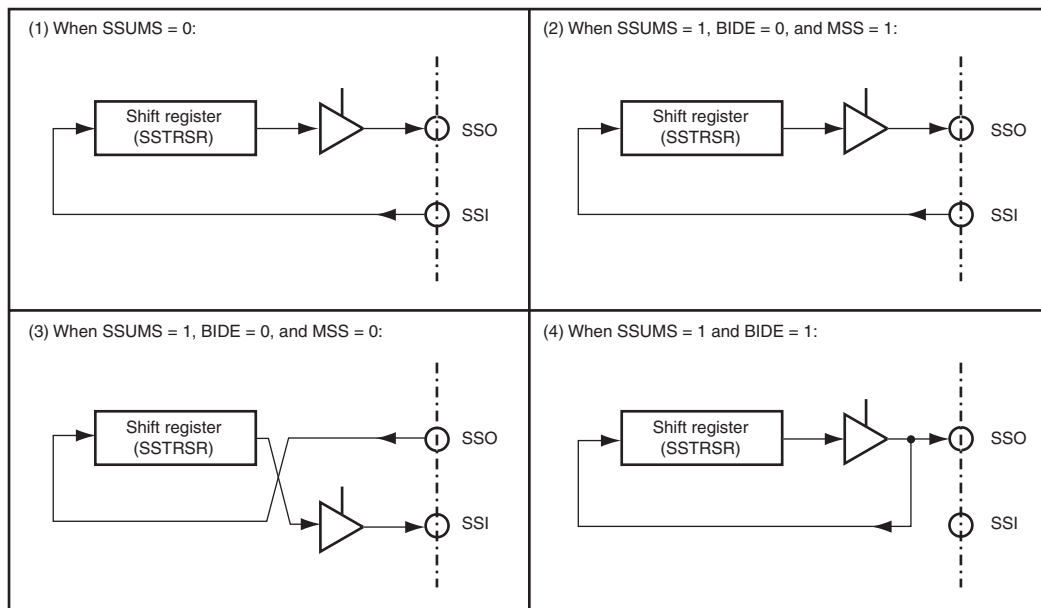 (1) When SSUMS = 0:
Shift register
(SSTRSR)
SSO
SSI
(2) When SSUMS = 1, BIDE = 0, and MSS = 1:
Shift register
(SSTRSR)
SSO
SSI
(3) When SSUMS = 1, BIDE = 0, and MSS = 0:
Shift register
(SSTRSR)
SSO
SSI
(4) When SSUMS = 1 and BIDE = 1:
Shift register
(SSTRSR)
SSO
SSI